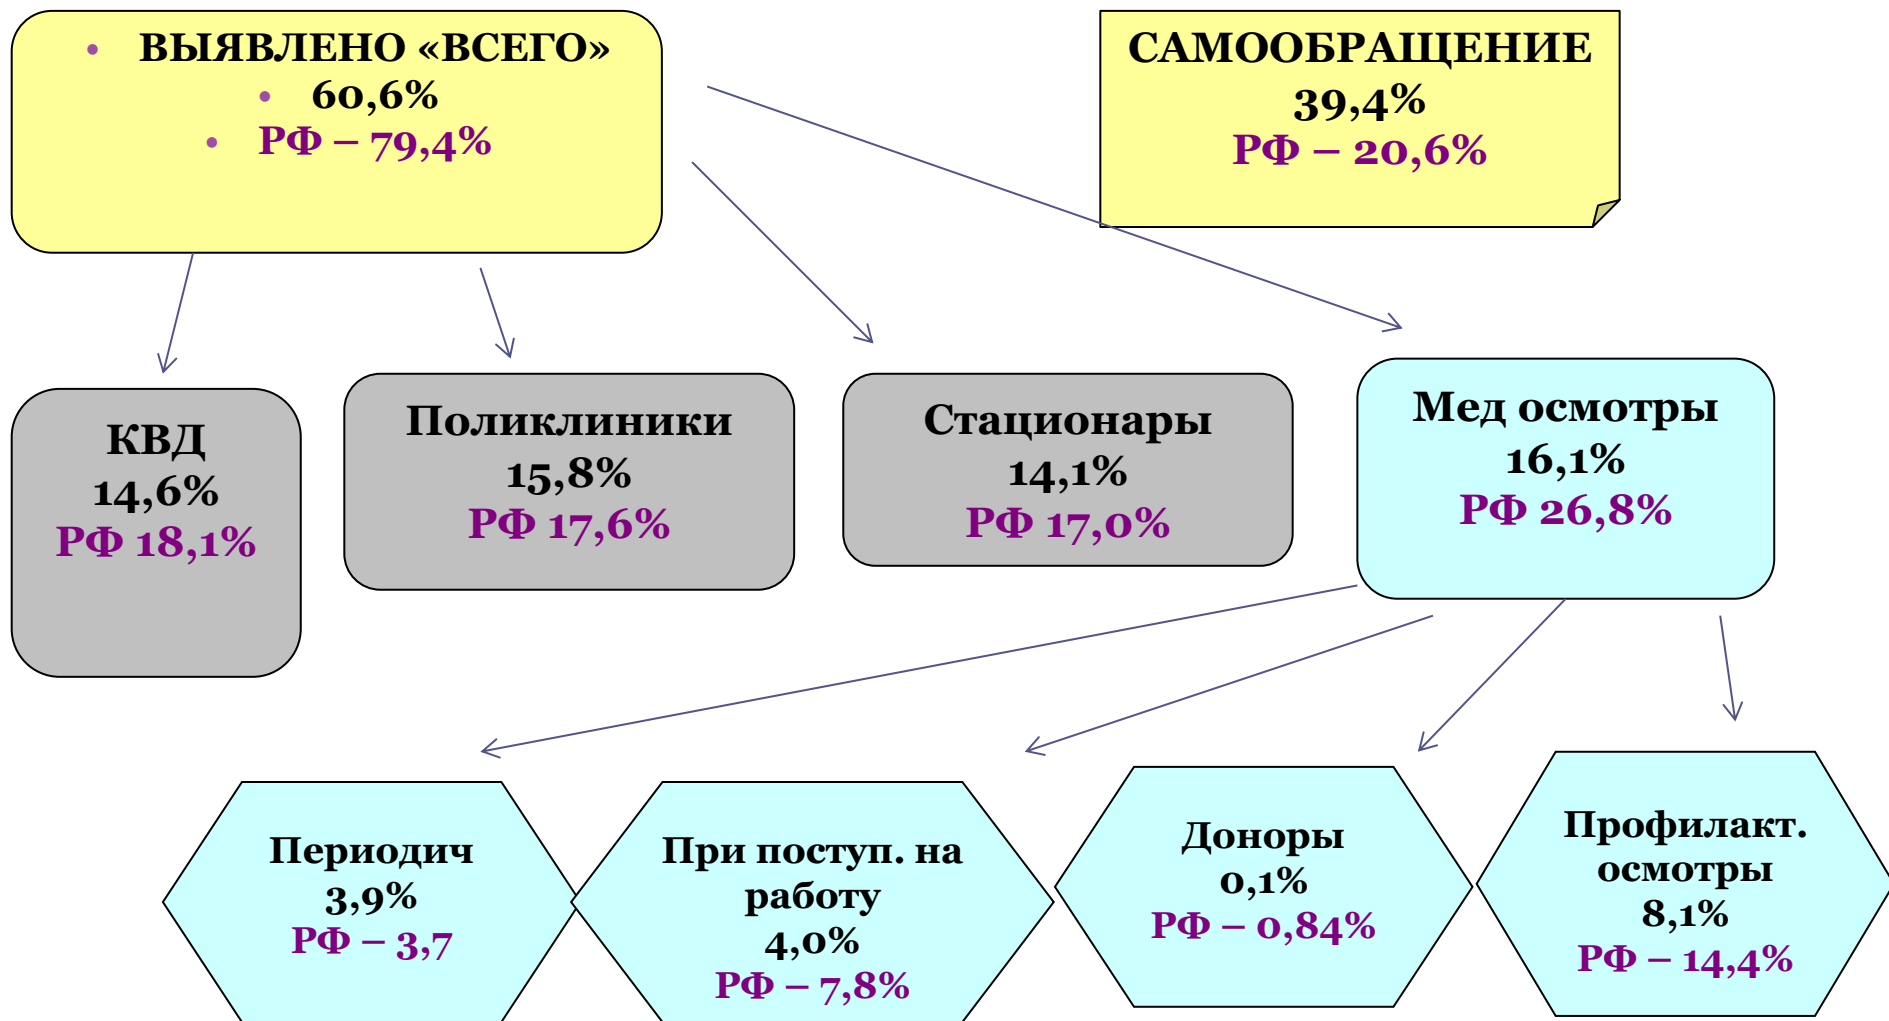 • ВЫЯВЛЕНО «ВСЕГО»
• 60,6%
• РФ – 79,4%
САМООБРАЩЕНИЕ
39,4%
РФ – 20,6%
КВД
14,6%
РФ 18,1%
Поликлиники
15,8%
РФ 17,6%
Стационары
14,1%
РФ 17,0%
Мед осмотры
16,1%
РФ 26,8%
Периодич
3,9%
РФ – 3,7
При поступ. на
работу
4,0%
РФ – 7,8%
Доноры
0,1%
РФ – 0,84%
Профилакт.
осмотры
8,1%
РФ – 14,4%